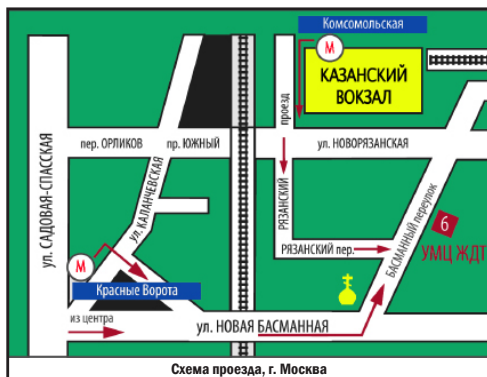 Комсомольская
М
КАЗАНСКИЙ
ВОКЗАЛ
проезд
РЯЗАНСКИЙ
ул. САДОВАЯ-СПАССКАЯ
пер. ОРЛИКОВ
пр. ЮЖНЫЙ
ул. НОВОРЯЗАНСКАЯ
ул. КАЛАНЧЕВСКАЯ
РЯЗАНСКИЙ пер.
БАСМАННЫЙ переулок
6
УМЦ ЖДТ
М
Красные Ворота
из центра
ул. НОВАЯ БАСМАННАЯ
Схема проезда, г. Москва